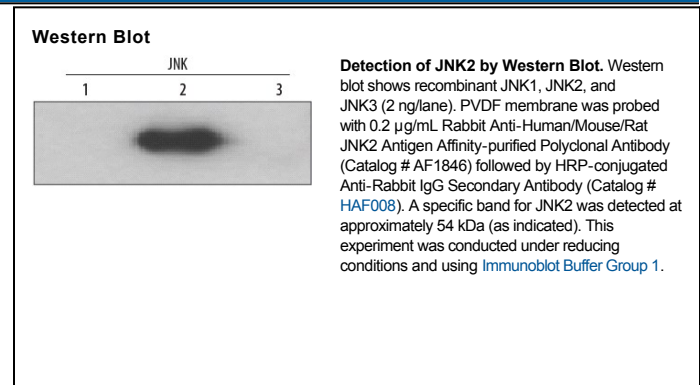 Western Blot
JNK
1 2 3
Detection of JNK2 by Western Blot. Western
blot shows recombinant JNK1, JNK2, and
JNK3 (2 ng/lane). PVDF membrane was probed
with 0.2 µg/mL Rabbit Anti-Human/Mouse/Rat
JNK2 Antigen Affinity-purified Polyclonal Antibody
(Catalog # AF1846) followed by HRP-conjugated
Anti-Rabbit IgG Secondary Antibody (Catalog #
HAF008). A specific band for JNK2 was detected at
approximately 54 kDa (as indicated). This
experiment was conducted under reducing
conditions and using Immunoblot Buffer Group 1.